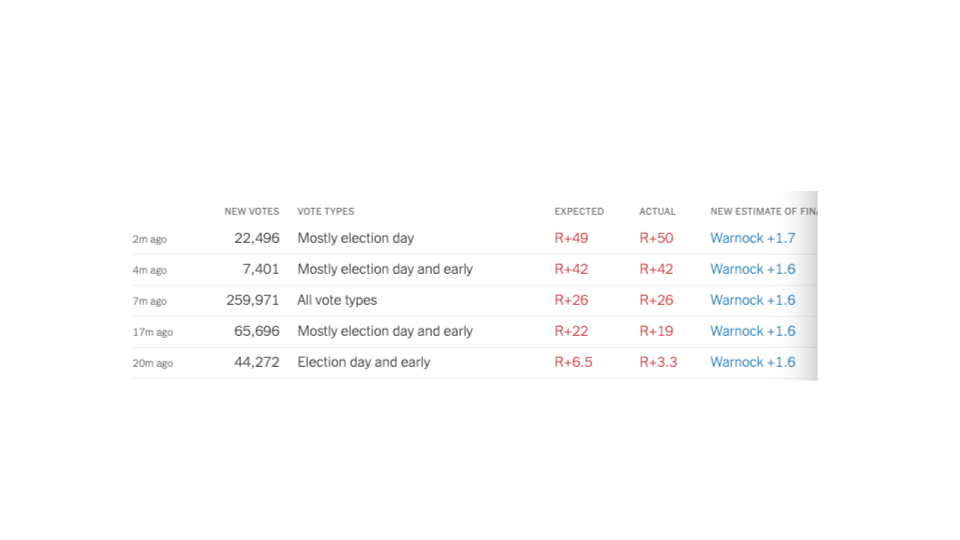 NEW VOTES VOTE TYPES EXPECTED ACTUAL NEW ESTIMATE OF
2m ago 22,496 Mostly election day R+49 R+50 Warnock +1.7
4m ago 7,401 Mostly election day and early R+42 R+42 Warnock +1.6
7m ago 259,971 All vote types R+26 R+26 Warnock +1.6
17m ago 65,696 Mostly election day and early R+22 R+19 Warnock +1.6
20m ago 44,272 Election day and early R+6.5 R+3.3 Warnock +1.6